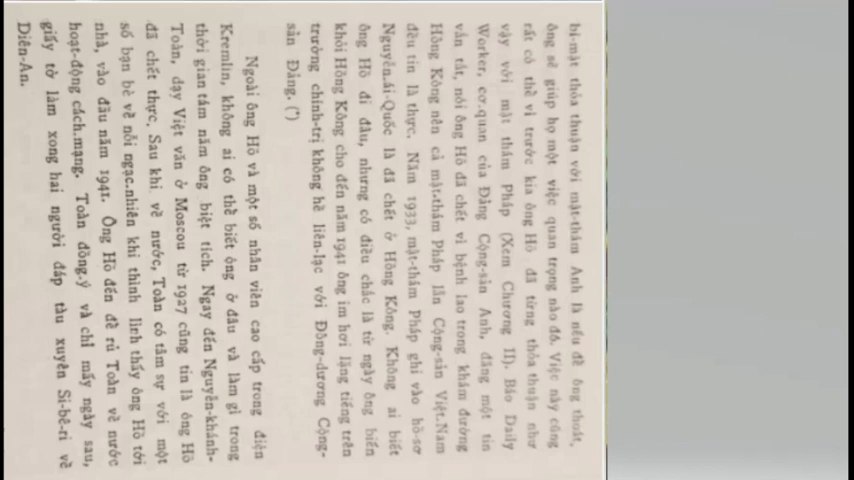 bí-mật thỏa thuận với mật-thám Anh là nếu để ông thoát,
ông sẽ giúp họ một việc quan trọng nào đó. Việc này cũng
rất có thể vì trước kia ông Hồ đã từng thỏa thuận như
vậy với mật thám Pháp (Xem Chương II). Báo Daily
Worker, cơ-quan của Đảng Cộng-sản Anh, đăng một tin
vắn tắt, nói ông Hồ đã chết vì bệnh lao trong khám đường
Hồng Kông nên cả mật-thám Pháp lẫn Cộng-sản Việt-Nam
đều tin là thực. Năm 1933, mật-thám Pháp ghi vào hồ-sơ
Nguyễn-ái-Quốc là đã chết ở Hồng Kông. Không ai biết
ông Hồ đi đâu, nhưng có điều chắc là từ ngày ông biến
khỏi Hồng Kông cho đến năm 1941 ông im hơi lặng tiếng trên
trường chính-trị không hề liên-lạc với Đông-dương Cộng-
sản Đảng. (*)
Ngoài ông Hồ và một số nhân viên cao cấp trong điện
Kremlin, không ai có thể biết ông ở đâu và làm gì trong
thời gian tám năm ông biệt tích. Ngay đến Nguyễn-khánh-
Toàn, dạy Việt văn ở Moscou từ 1927 cũng tin là ông Hồ
đã chết thực. Sau khi về nước, Toàn có tâm sự với một
số bạn bè về nỗi ngạc-nhiên khi thình lình thấy ông Hồ tới
nhà, vào đầu năm 1941. Ông Hồ đến để rủ Toàn về nước
hoạt-động cách-mạng. Toàn đồng-ý và chỉ mấy ngày sau,
giấy tờ làm xong hai người đáp tàu xuyên Si-bê-ri về
Diên-An.